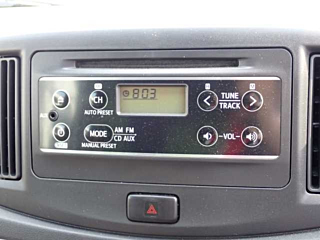 8:03
CH
TUNE
TRACK
AUTO PRESET
MODE
AM FM
CD AUX
-VOL-
MANUAL PRESET